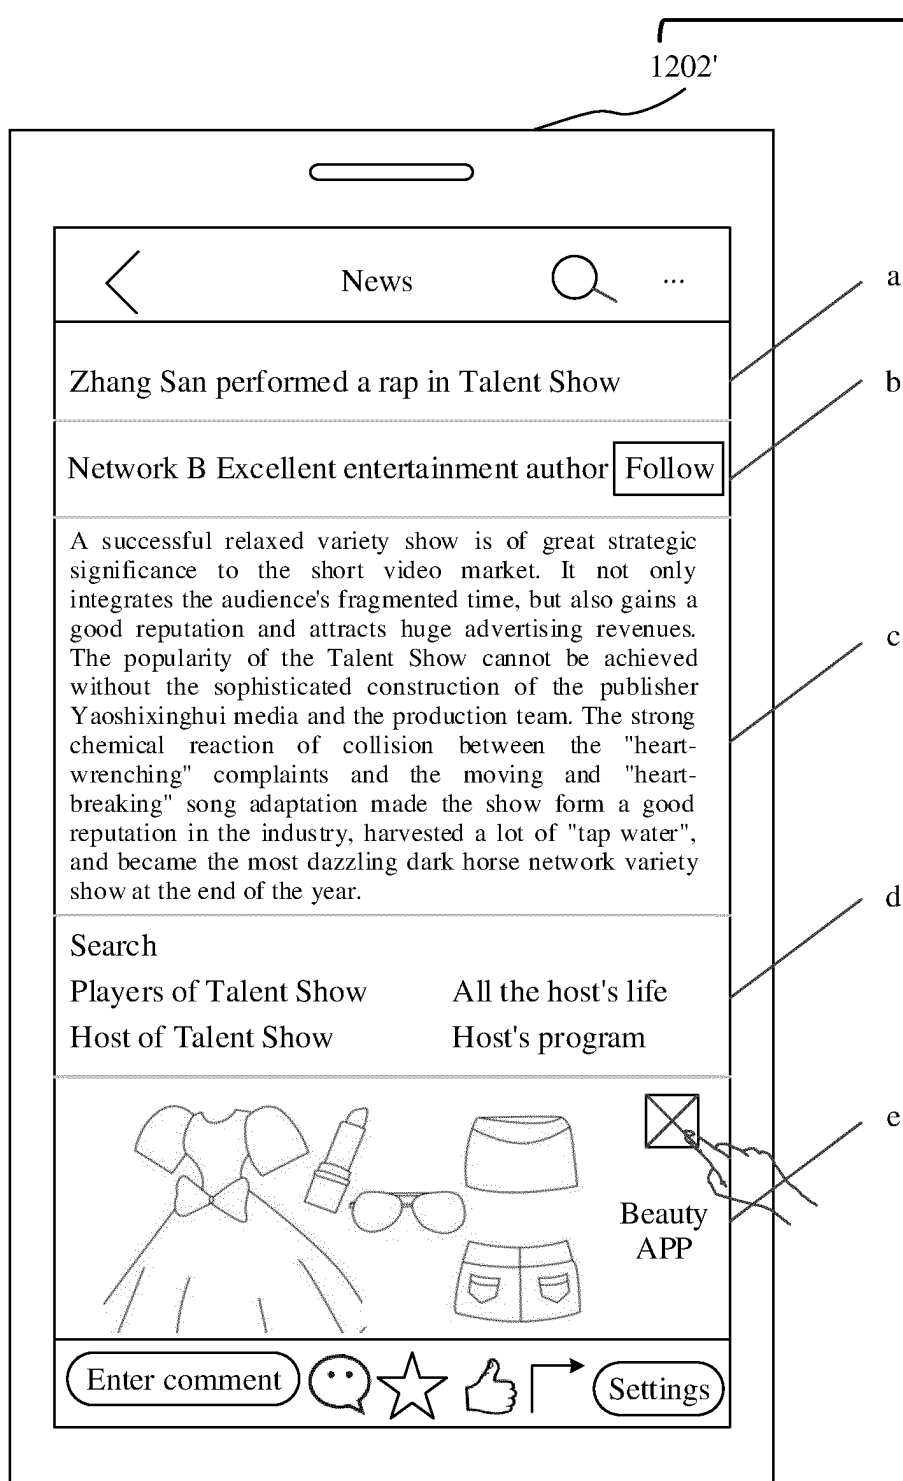 1202'
News
...
a
Zhang San performed a rap in Talent Show
b
Network B Excellent entertainment author Follow
A successful relaxed variety show is of great strategic
significance to the short video market. It not only
integrates the audience's fragmented time, but also gains a
good reputation and attracts huge advertising revenues.
The popularity of the Talent Show cannot be achieved
without the sophisticated construction of the publisher
Yaoshixinghui media and the production team. The strong
chemical reaction of collision between the "heart-
wrenching" complaints and the moving and "heart-
breaking" song adaptation made the show form a good
reputation in the industry, harvested a lot of "tap water",
and became the most dazzling dark horse network variety
show at the end of the year.
c
Search
Players of Talent Show All the host's life
Host of Talent Show Host's program
d
e
Beauty
APP
Enter comment Settings